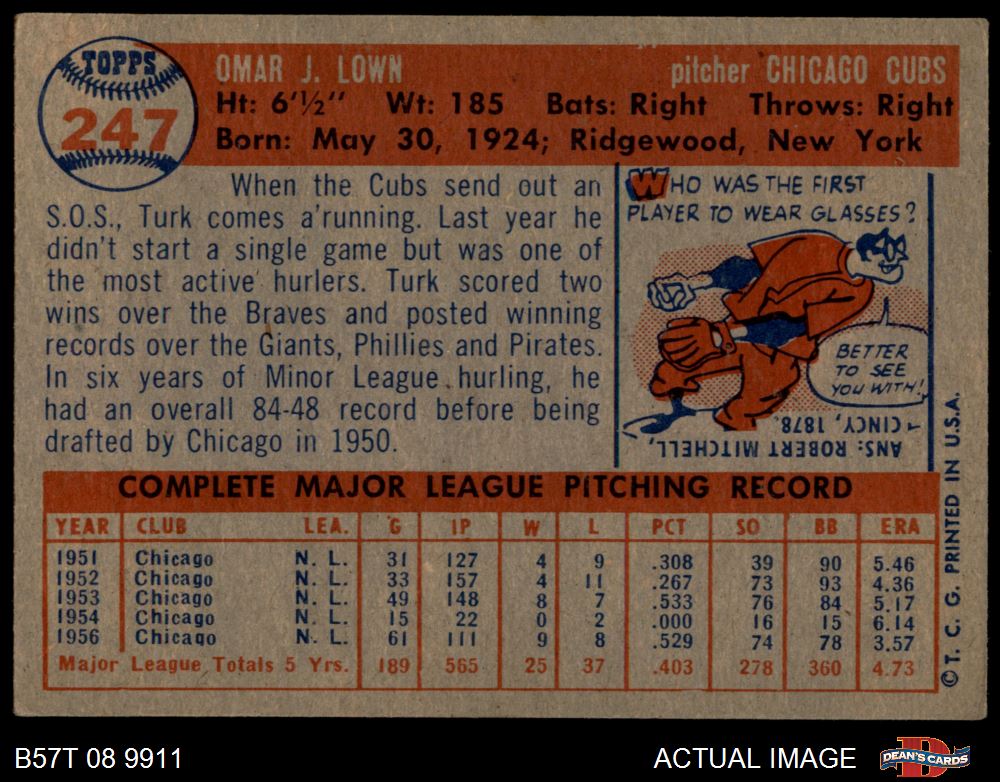 TOPPS
247
OMAR J. LOWN
pitcher CHICAGO CUBS
Ht: 6'½" Wt: 185 Bats: Right Throws: Right
Born: May 30, 1924; Ridgewood, New York
When the Cubs send out an
S.O.S., Turk comes a'running. Last year he
didn't start a single game but was one of
the most active hurlers. Turk scored two
wins over the Braves and posted winning
records over the Giants, Phillies and Pirates.
In six years of Minor League hurling, he
had an overall 84-48 record before being
drafted by Chicago in 1950.
WHO WAS THE FIRST
PLAYER TO WEAR GLASSES?
BETTER
TO SEE
YOU WITH!
ANS: ROBERT MITCHELL,
- CINCY, 1878.
COMPLETE MAJOR LEAGUE PITCHING RECORD
YEAR CLUB LEA. G IP W L PCT SO BB ERA
1951 Chicago N. L. 31 127 4 9 .308 39 90 5.46
1952 Chicago N. L. 33 157 4 11 .267 73 93 4.36
1953 Chicago N. L. 49 148 8 7 .533 76 84 5.17
1954 Chicago N. L. 15 22 0 2 .000 16 15 6.14
1956 Chicago N. L. 61 111 9 8 .529 74 78 3.57
Major League Totals 5 Yrs. 189 565 25 37 .403 278 360 4.73
© T. C. G. PRINTED IN U.S.A.
B57T 08 9911
ACTUAL IMAGE
DEAN'S CARDS